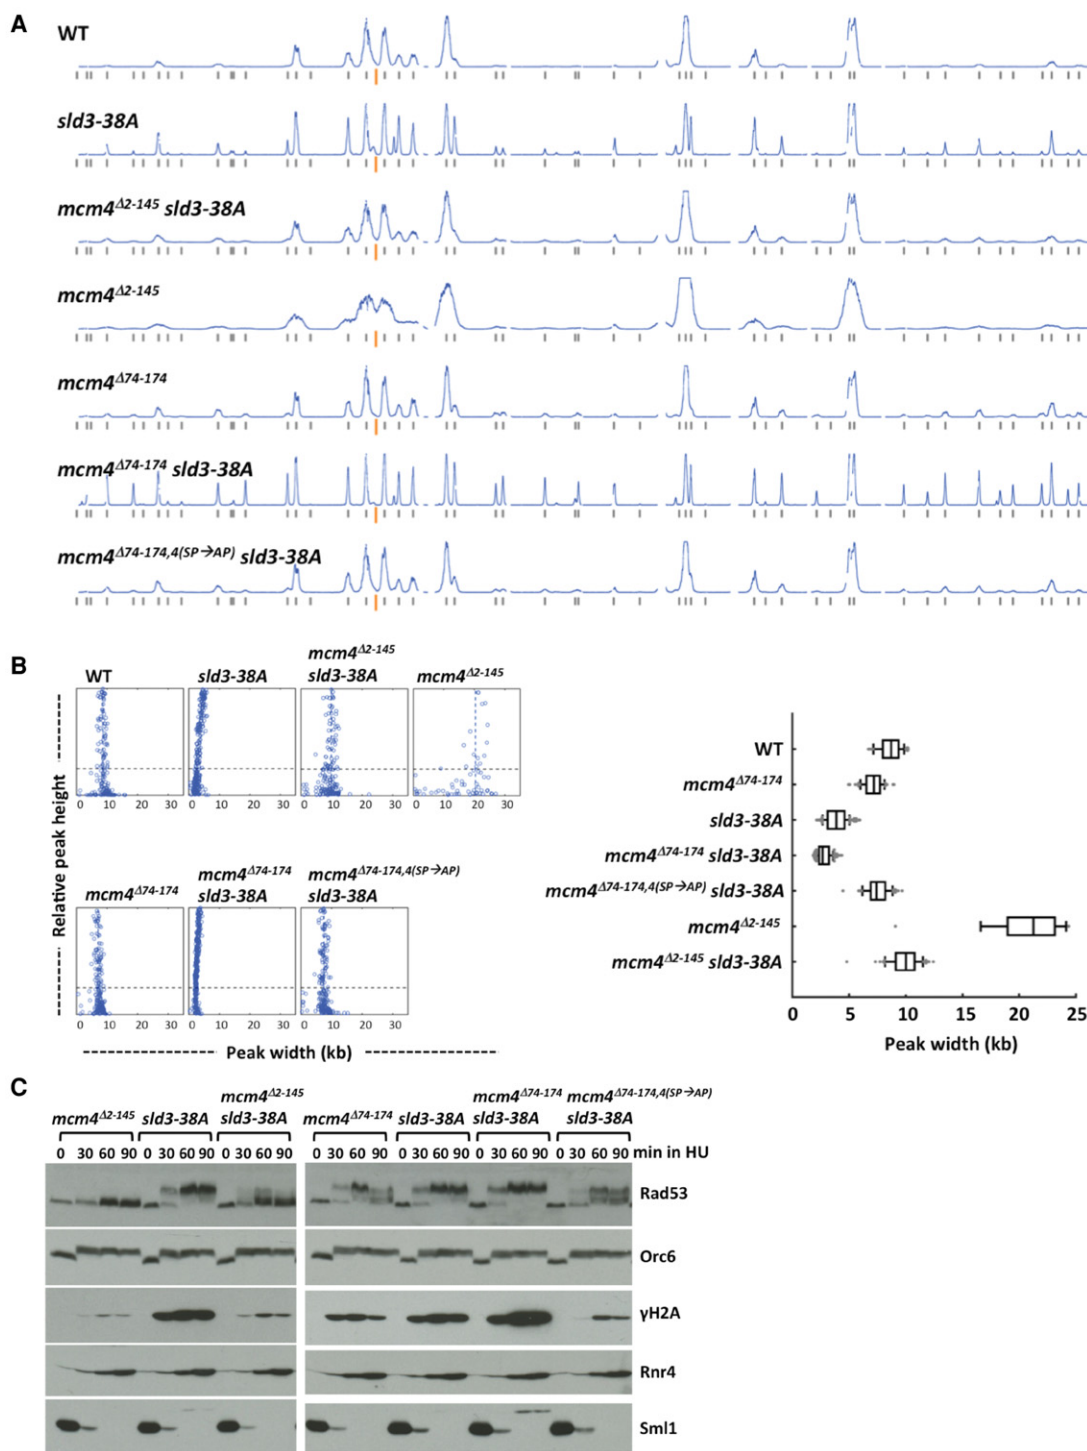 A
WT
sld3-38A
mcm4Δ2-145 sld3-38A
mcm4Δ2-145
mcm4Δ74-174
mcm4Δ74-174 sld3-38A
mcm4Δ74-174,4(SP→AP) sld3-38A
B
Relative peak height
WT
sld3-38A
mcm4Δ2-145
sld3-38A
mcm4Δ2-145
0 10 20 30 0 10 20 30 0 10 20 30 0 10 20 30
mcm4Δ74-174
mcm4Δ74-174
sld3-38A
mcm4Δ74-174,4(SP→AP)
sld3-38A
0 10 20 30 0 10 20 30 0 10 20 30
Peak width (kb)
WT
mcm4Δ74-174
sld3-38A
mcm4Δ74-174 sld3-38A
mcm4Δ74-174,4(SP→AP) sld3-38A
mcm4Δ2-145
mcm4Δ2-145 sld3-38A
0 5 10 15 20 25
Peak width (kb)
C
mcm4Δ2-145
sld3-38A
mcm4Δ2-145
sld3-38A
mcm4Δ74-174
sld3-38A
mcm4Δ74-174
sld3-38A
mcm4Δ74-174,4(SP→AP)
sld3-38A
0 30 60 90 0 30 60 90 0 30 60 90
0 30 60 90 0 30 60 90 0 30 60 90 0 30 60 90 min in HU
Rad53
Orc6
γH2A
Rnr4
Sml1